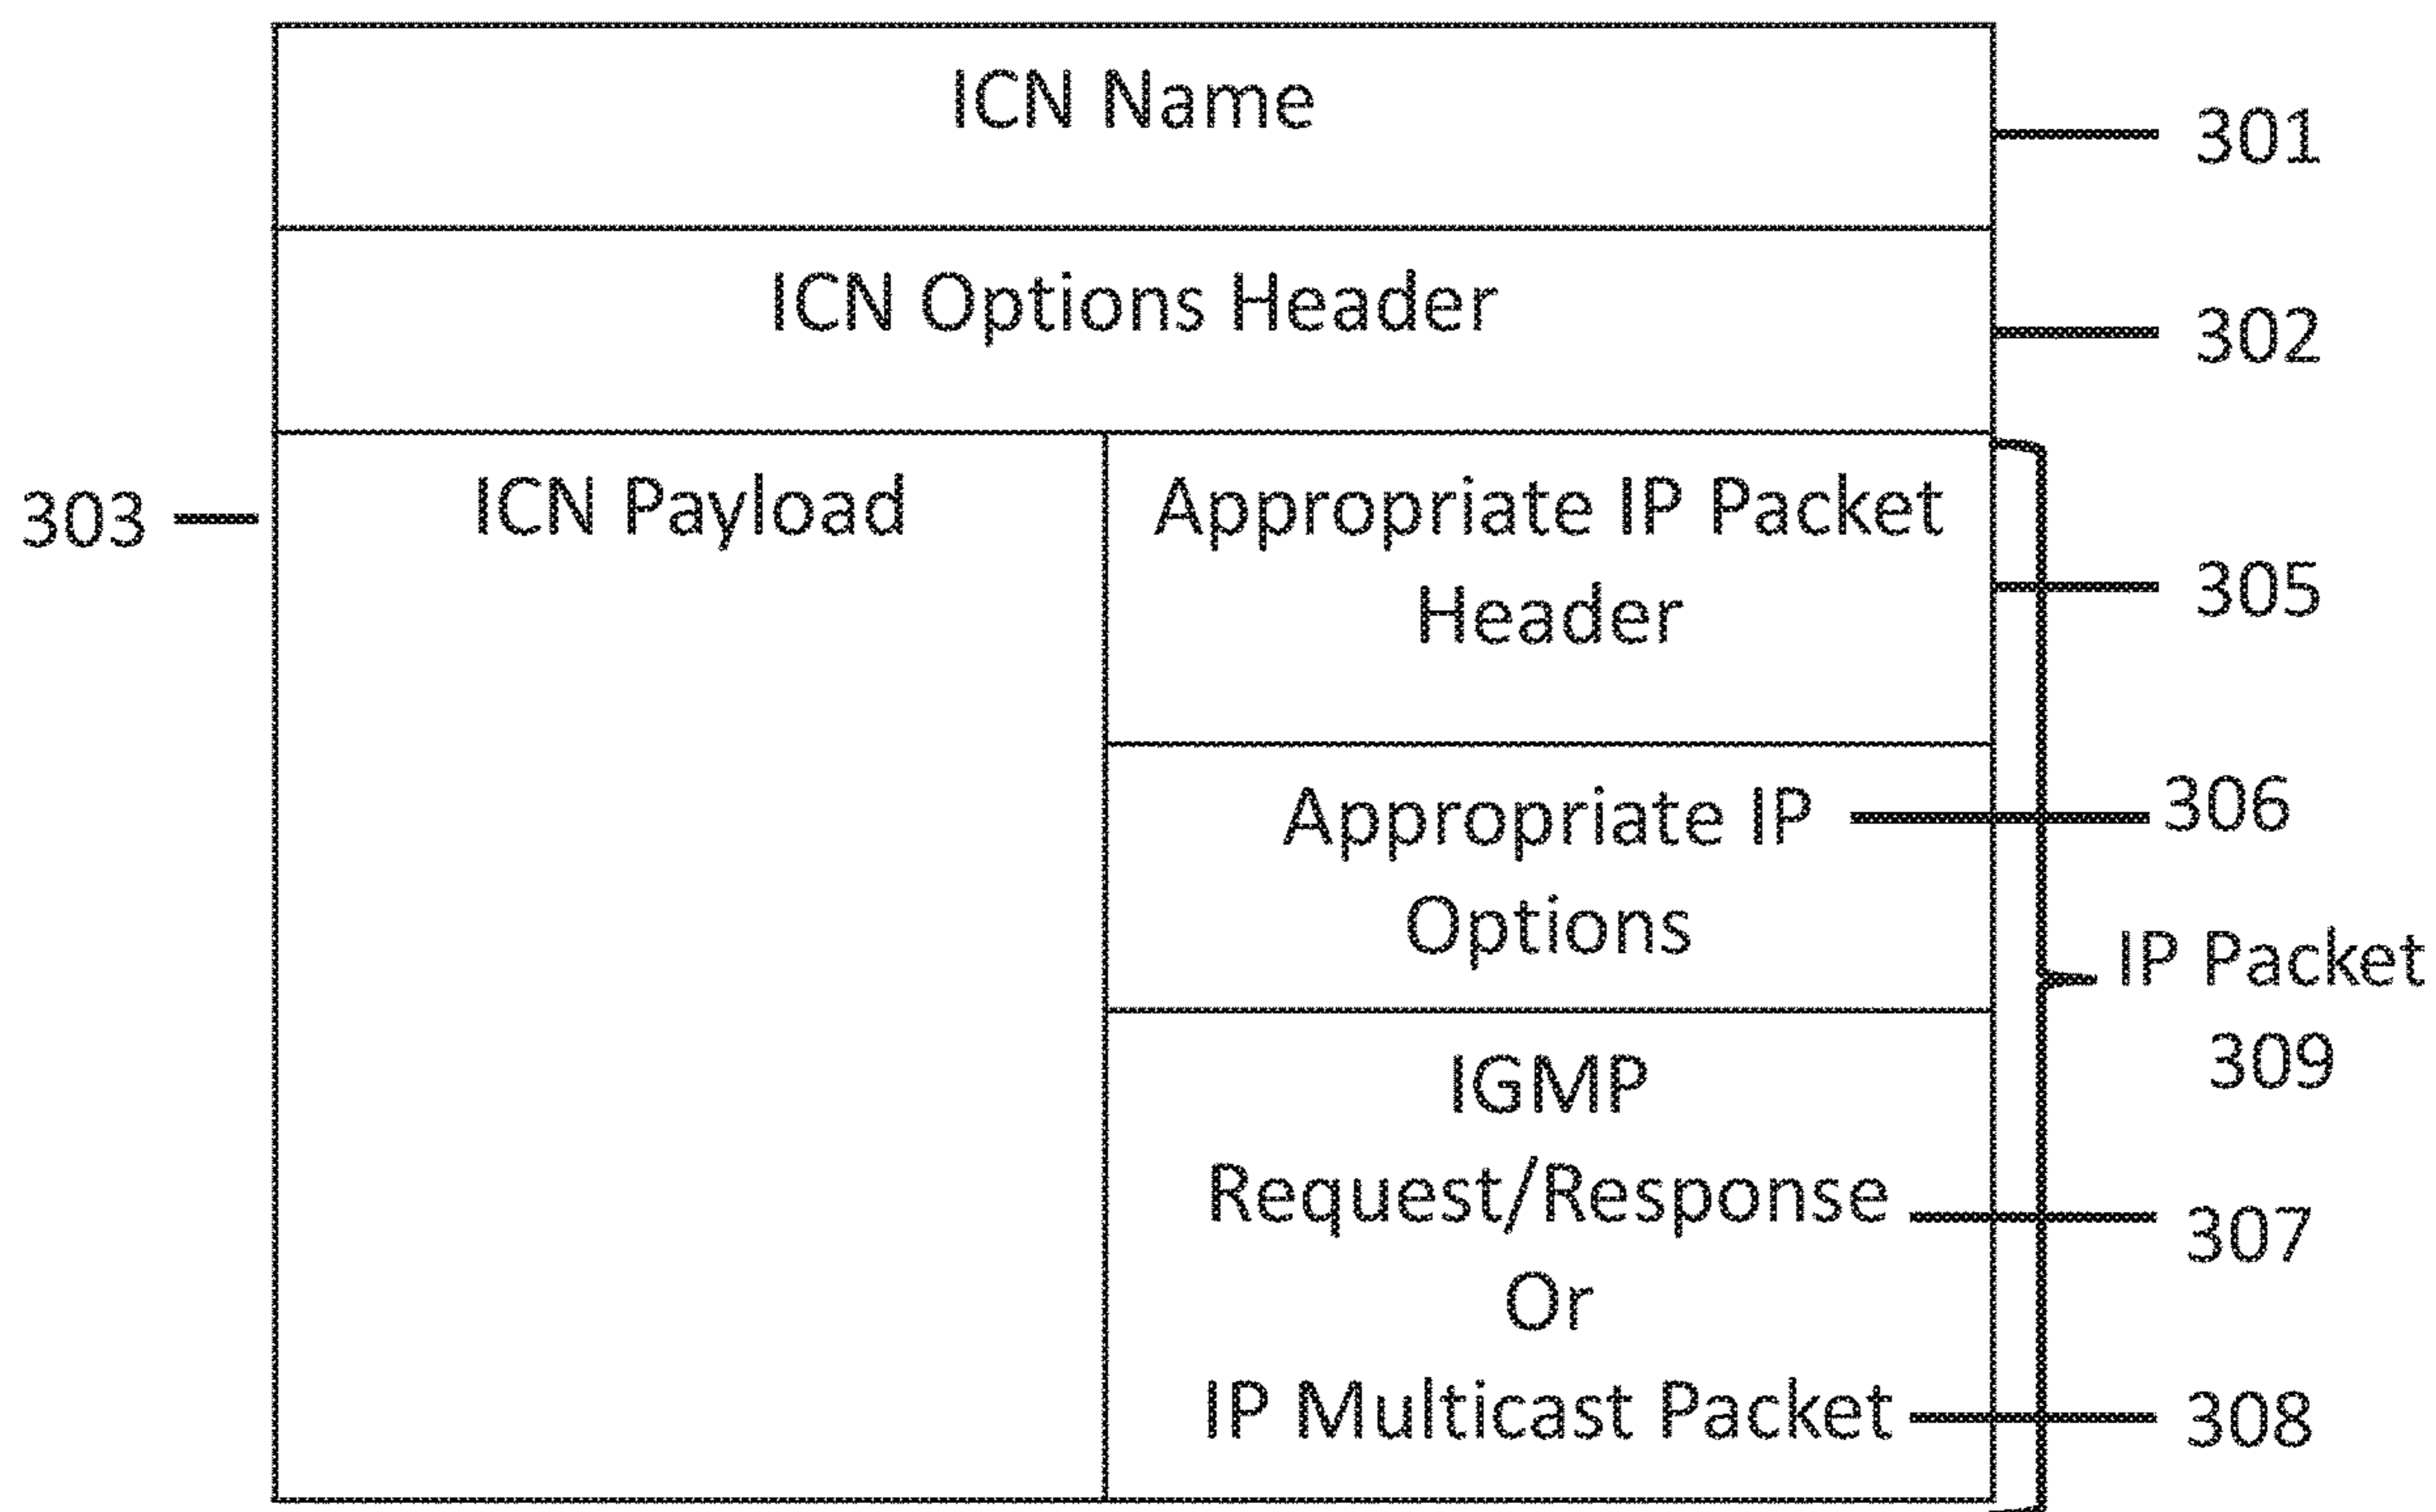 ICN Name
301
ICN Options Header
302
303
ICN Payload
Appropriate IP Packet
Header
305
Appropriate IP
Options
306
IP Packet
309
IGMP
Request/Response
307
Or
IP Multicast Packet
308